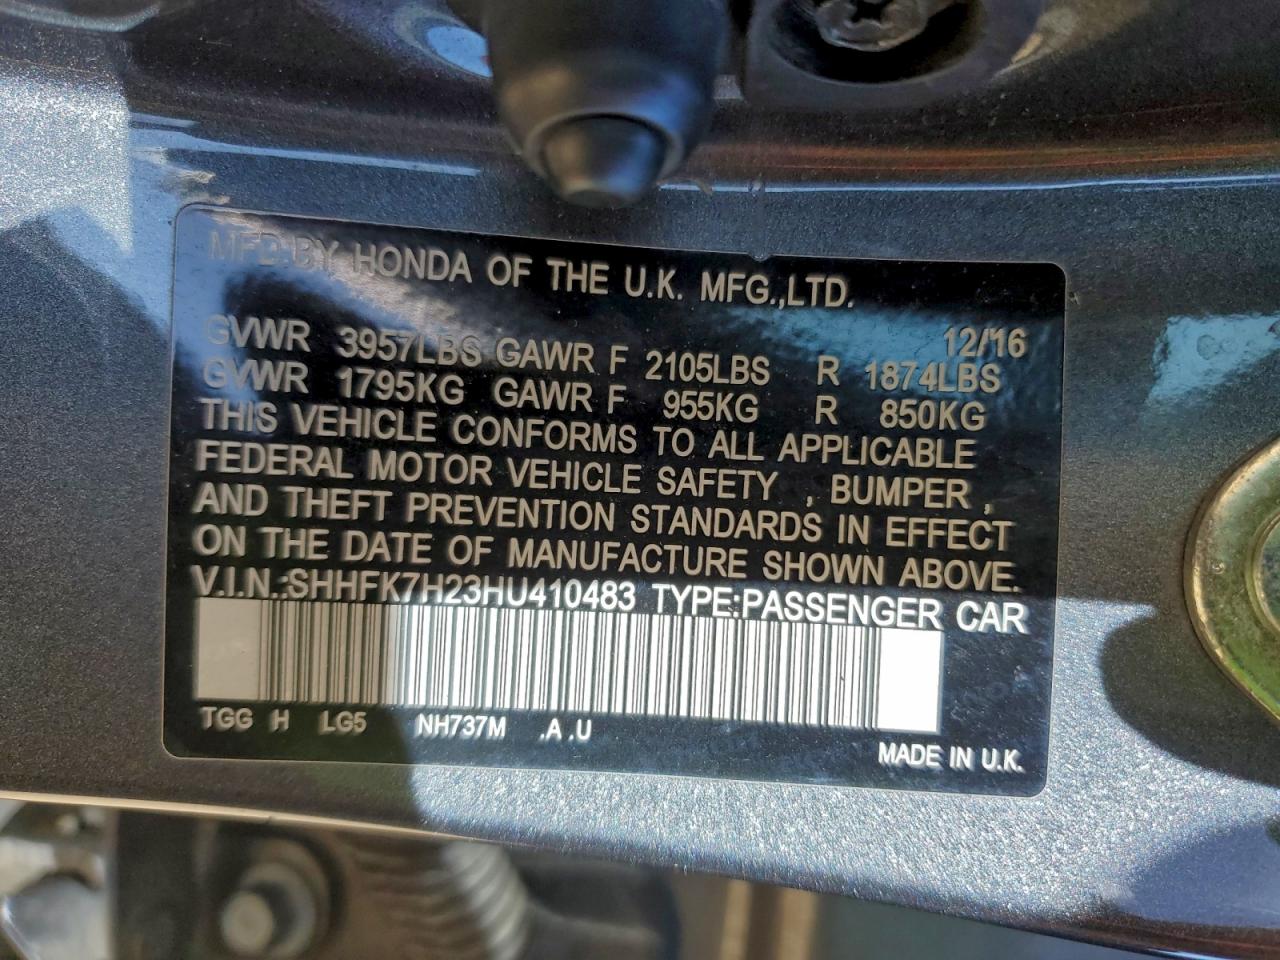 MFD.BY HONDA OF THE U.K. MFG.,LTD.
12/'16
GVWR 3957LBS GAWR F 2105LBS R 1874LBS
GVWR 1795KG GAWR F 955KG R 850KG
THIS VEHICLE CONFORMS TO ALL APPLICABLE
FEDERAL MOTOR VEHICLE SAFETY , BUMPER ,
AND THEFT PREVENTION STANDARDS IN EFFECT
ON THE DATE OF MANUFACTURE SHOWN ABOVE.
V.I.N.:SHHFK7H23HU410483 TYPE:PASSENGER CAR
TGG H LG5 NH737M .A .U
MADE IN U.K.